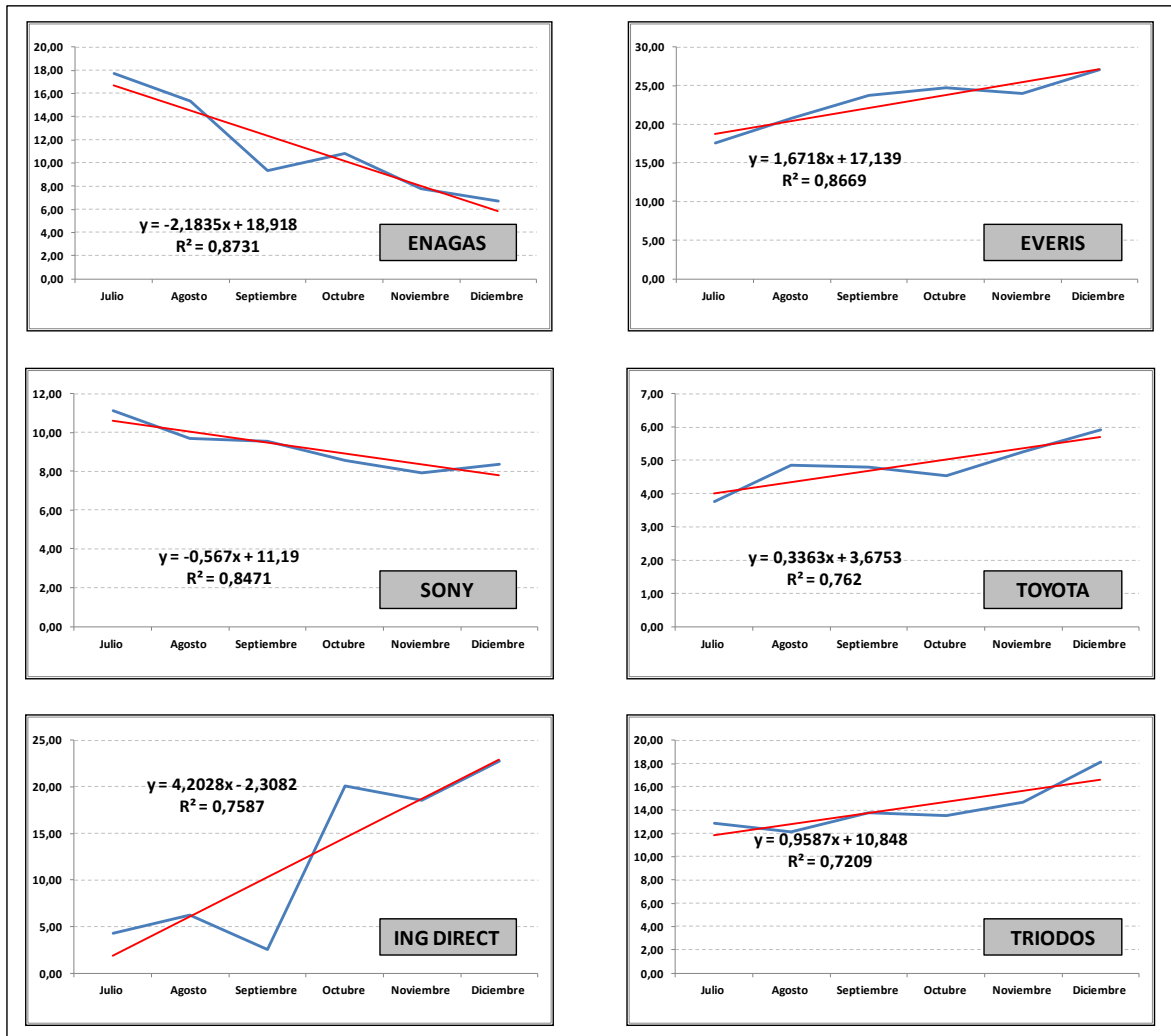 20,00
18,00
16,00
14,00
12,00
10,00
8,00
6,00
4,00
2,00
0,00
y = -2,1835x + 18,918
R² = 0,8731
ENAGAS
Julio Agosto Septiembre Octubre Noviembre Diciembre
30,00
25,00
20,00
15,00
10,00
5,00
0,00
y = 1,6718x + 17,139
R² = 0,8669
EVERIS
Julio Agosto Septiembre Octubre Noviembre Diciembre
12,00
10,00
8,00
6,00
4,00
2,00
0,00
y = -0,567x + 11,19
R² = 0,8471
SONY
Julio Agosto Septiembre Octubre Noviembre Diciembre
7,00
6,00
5,00
4,00
3,00
2,00
1,00
0,00
y = 0,3363x + 3,6753
R² = 0,762
TOYOTA
Julio Agosto Septiembre Octubre Noviembre Diciembre
25,00
20,00
15,00
10,00
5,00
0,00
y = 4,2028x - 2,3082
R² = 0,7587
ING DIRECT
Julio Agosto Septiembre Octubre Noviembre Diciembre
20,00
18,00
16,00
14,00
12,00
10,00
8,00
6,00
4,00
2,00
0,00
y = 0,9587x + 10,848
R² = 0,7209
TRIODOS
Julio Agosto Septiembre Octubre Noviembre Diciembre